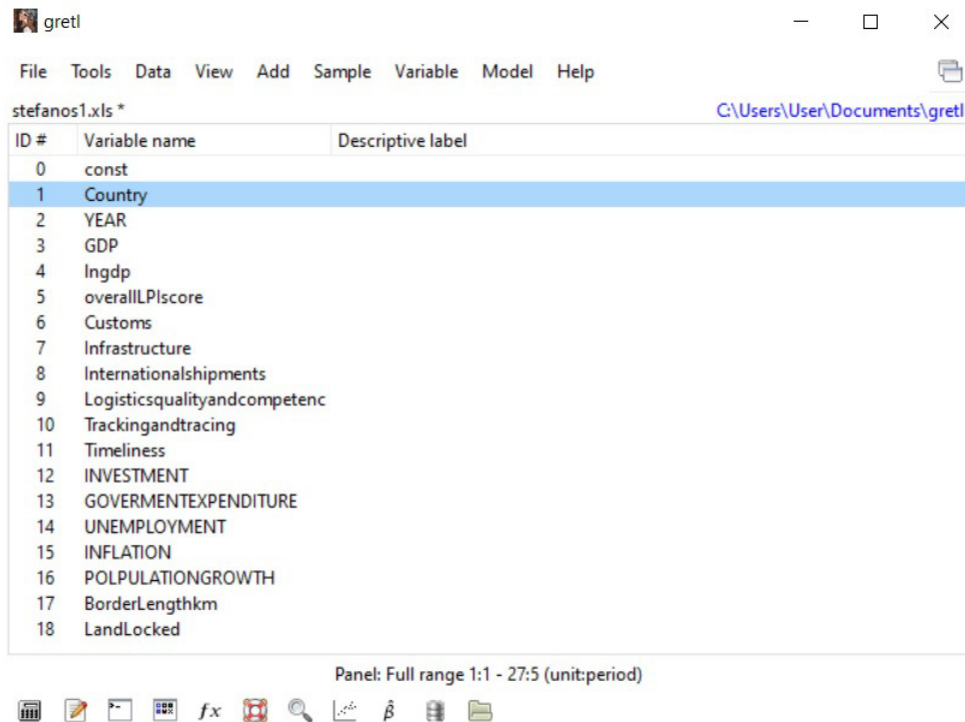 gretl
File Tools Data View Add Sample Variable Model Help
stefanos1.xls * C:\Users\User\Documents\gretl
ID # Variable name Descriptive label
0 const
1 Country
2 YEAR
3 GDP
4 lngdp
5 overallLPIscore
6 Customs
7 Infrastructure
8 Internationalshipments
9 Logisticsqualityandcompetenc
10 Trackingandtracing
11 Timeliness
12 INVESTMENT
13 GOVERMENTEXPENDITURE
14 UNEMPLOYMENT
15 INFLATION
16 POLPULATIONGROWTH
17 BorderLengthkm
18 LandLocked
Panel: Full range 1:1 - 27:5 (unit:period)
fx β̂